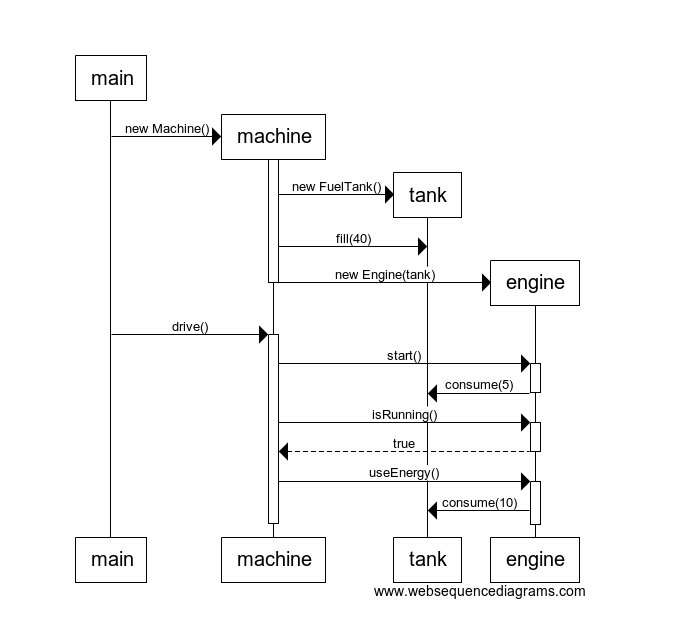 main
new Machine()
machine
new FuelTank()
tank
fill(40)
new Engine(tank)
engine
drive()
start()
consume(5)
isRunning()
true
useEnergy()
consume(10)
main
machine
tank
engine
www.websequencediagrams.com